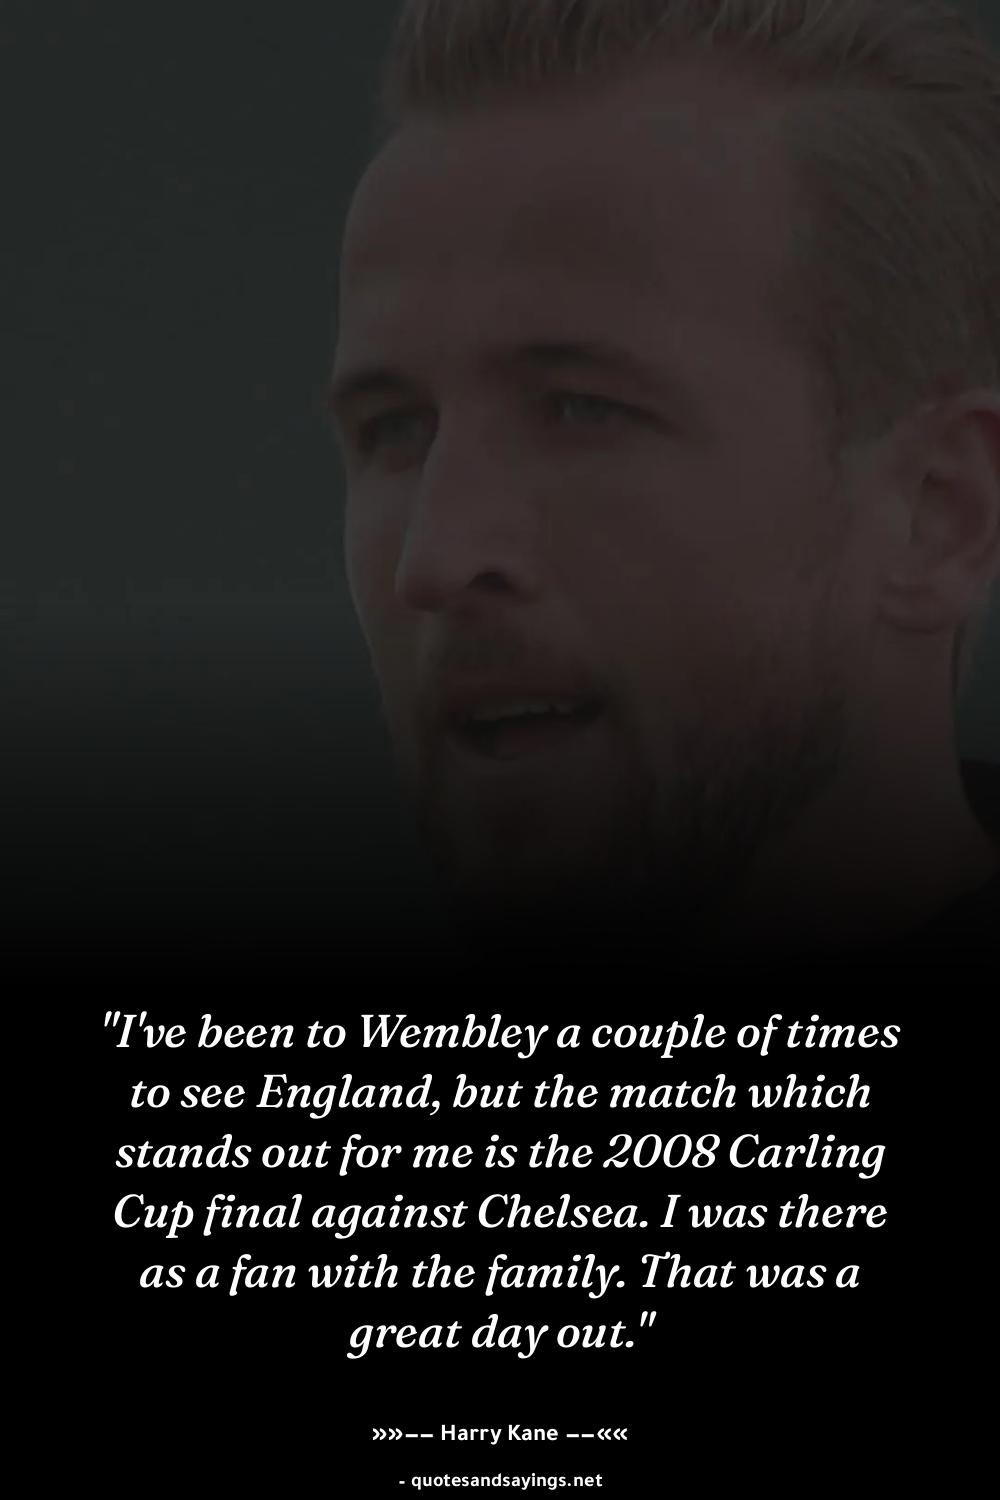 "I've been to Wembley a couple of times
to see England, but the match which
stands out for me is the 2008 Carling
Cup final against Chelsea. I was there
as a fan with the family. That was a
great day out."
»»—— Harry Kane ——««
- quotesandsayings.net